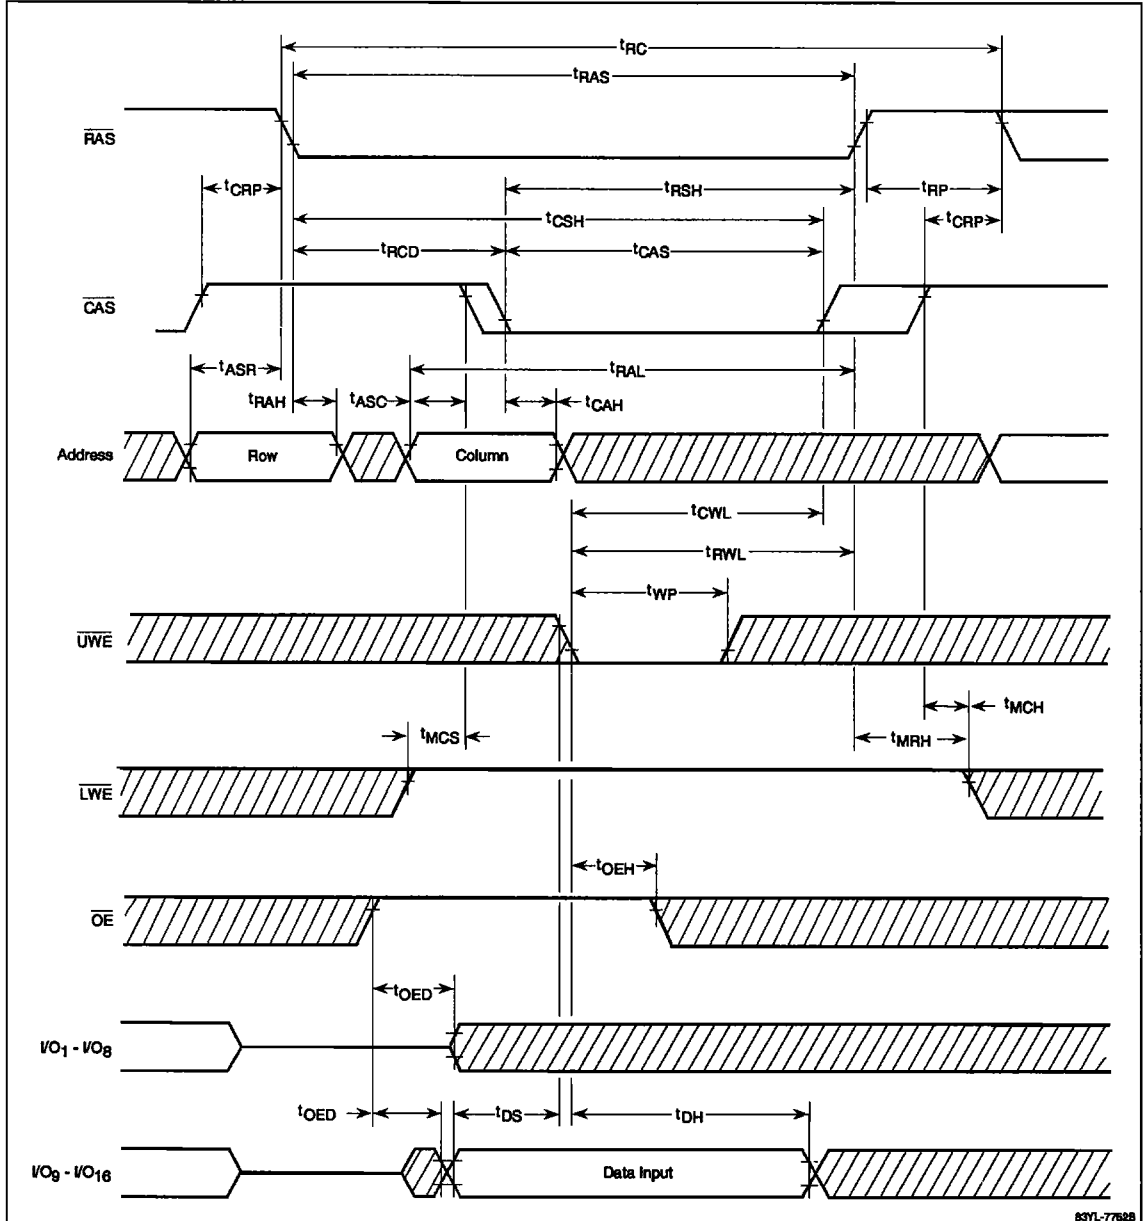 tRC
tRAS
RAS
tCRP
tRSH
tRP
tCSH
tCRP
tRCD
tCAS
CAS
tASR
tRAL
tRAH
tASC
tCAH
Address
Row
Column
tCWL
tRWL
tWP
UWE
tMCH
tMCS
tMRH
LWE
tOEH
OE
tOED
I/O1 - I/O8
tOED
tDS
tDH
I/O9 - I/O16
Data Input
83YL-7762B